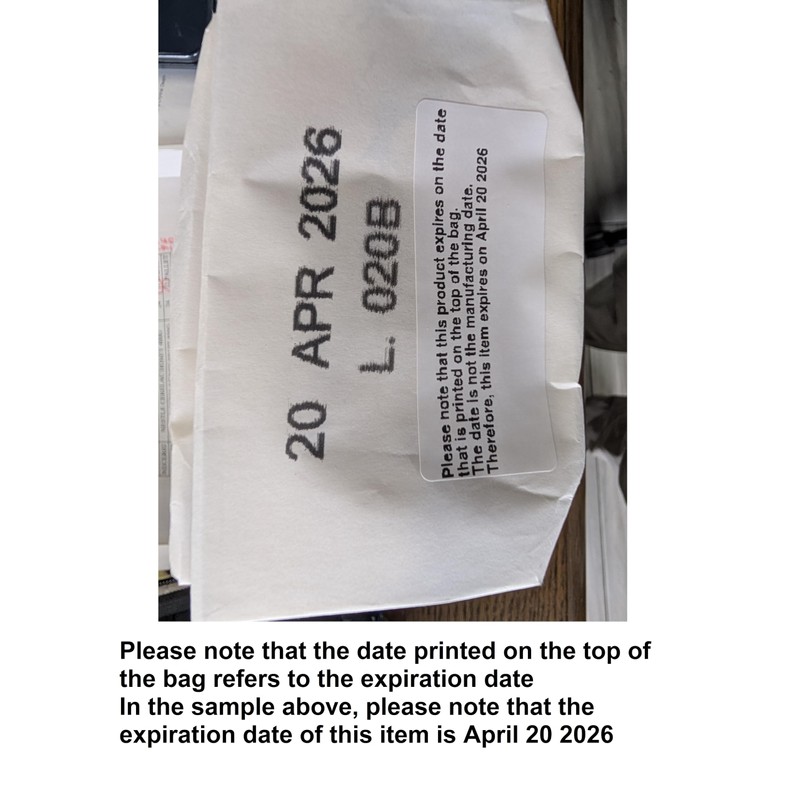 20 APR 2026
L. 020B
Please note that this product expires on the date
that is printed on the top of the bag.
The date is not the manufacturing date.
Therefore, this item expires on April 20 2026
Please note that the date printed on the top of
the bag refers to the expiration date
In the sample above, please note that the
expiration date of this item is April 20 2026